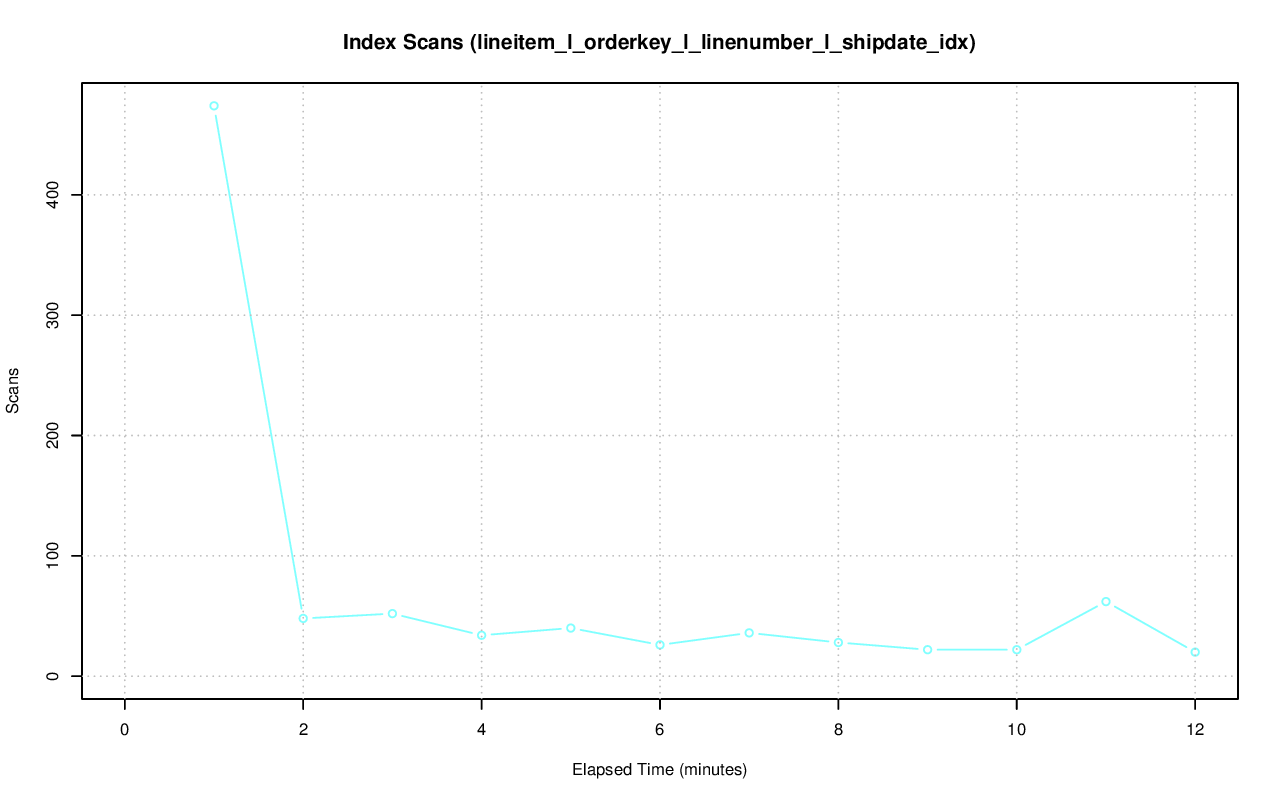 Index Scans (lineitem_l_orderkey_l_linenumber_l_shipdate_idx)
Scans
400
300
200
100
0
0 2 4 6 8 10 12
Elapsed Time (minutes)